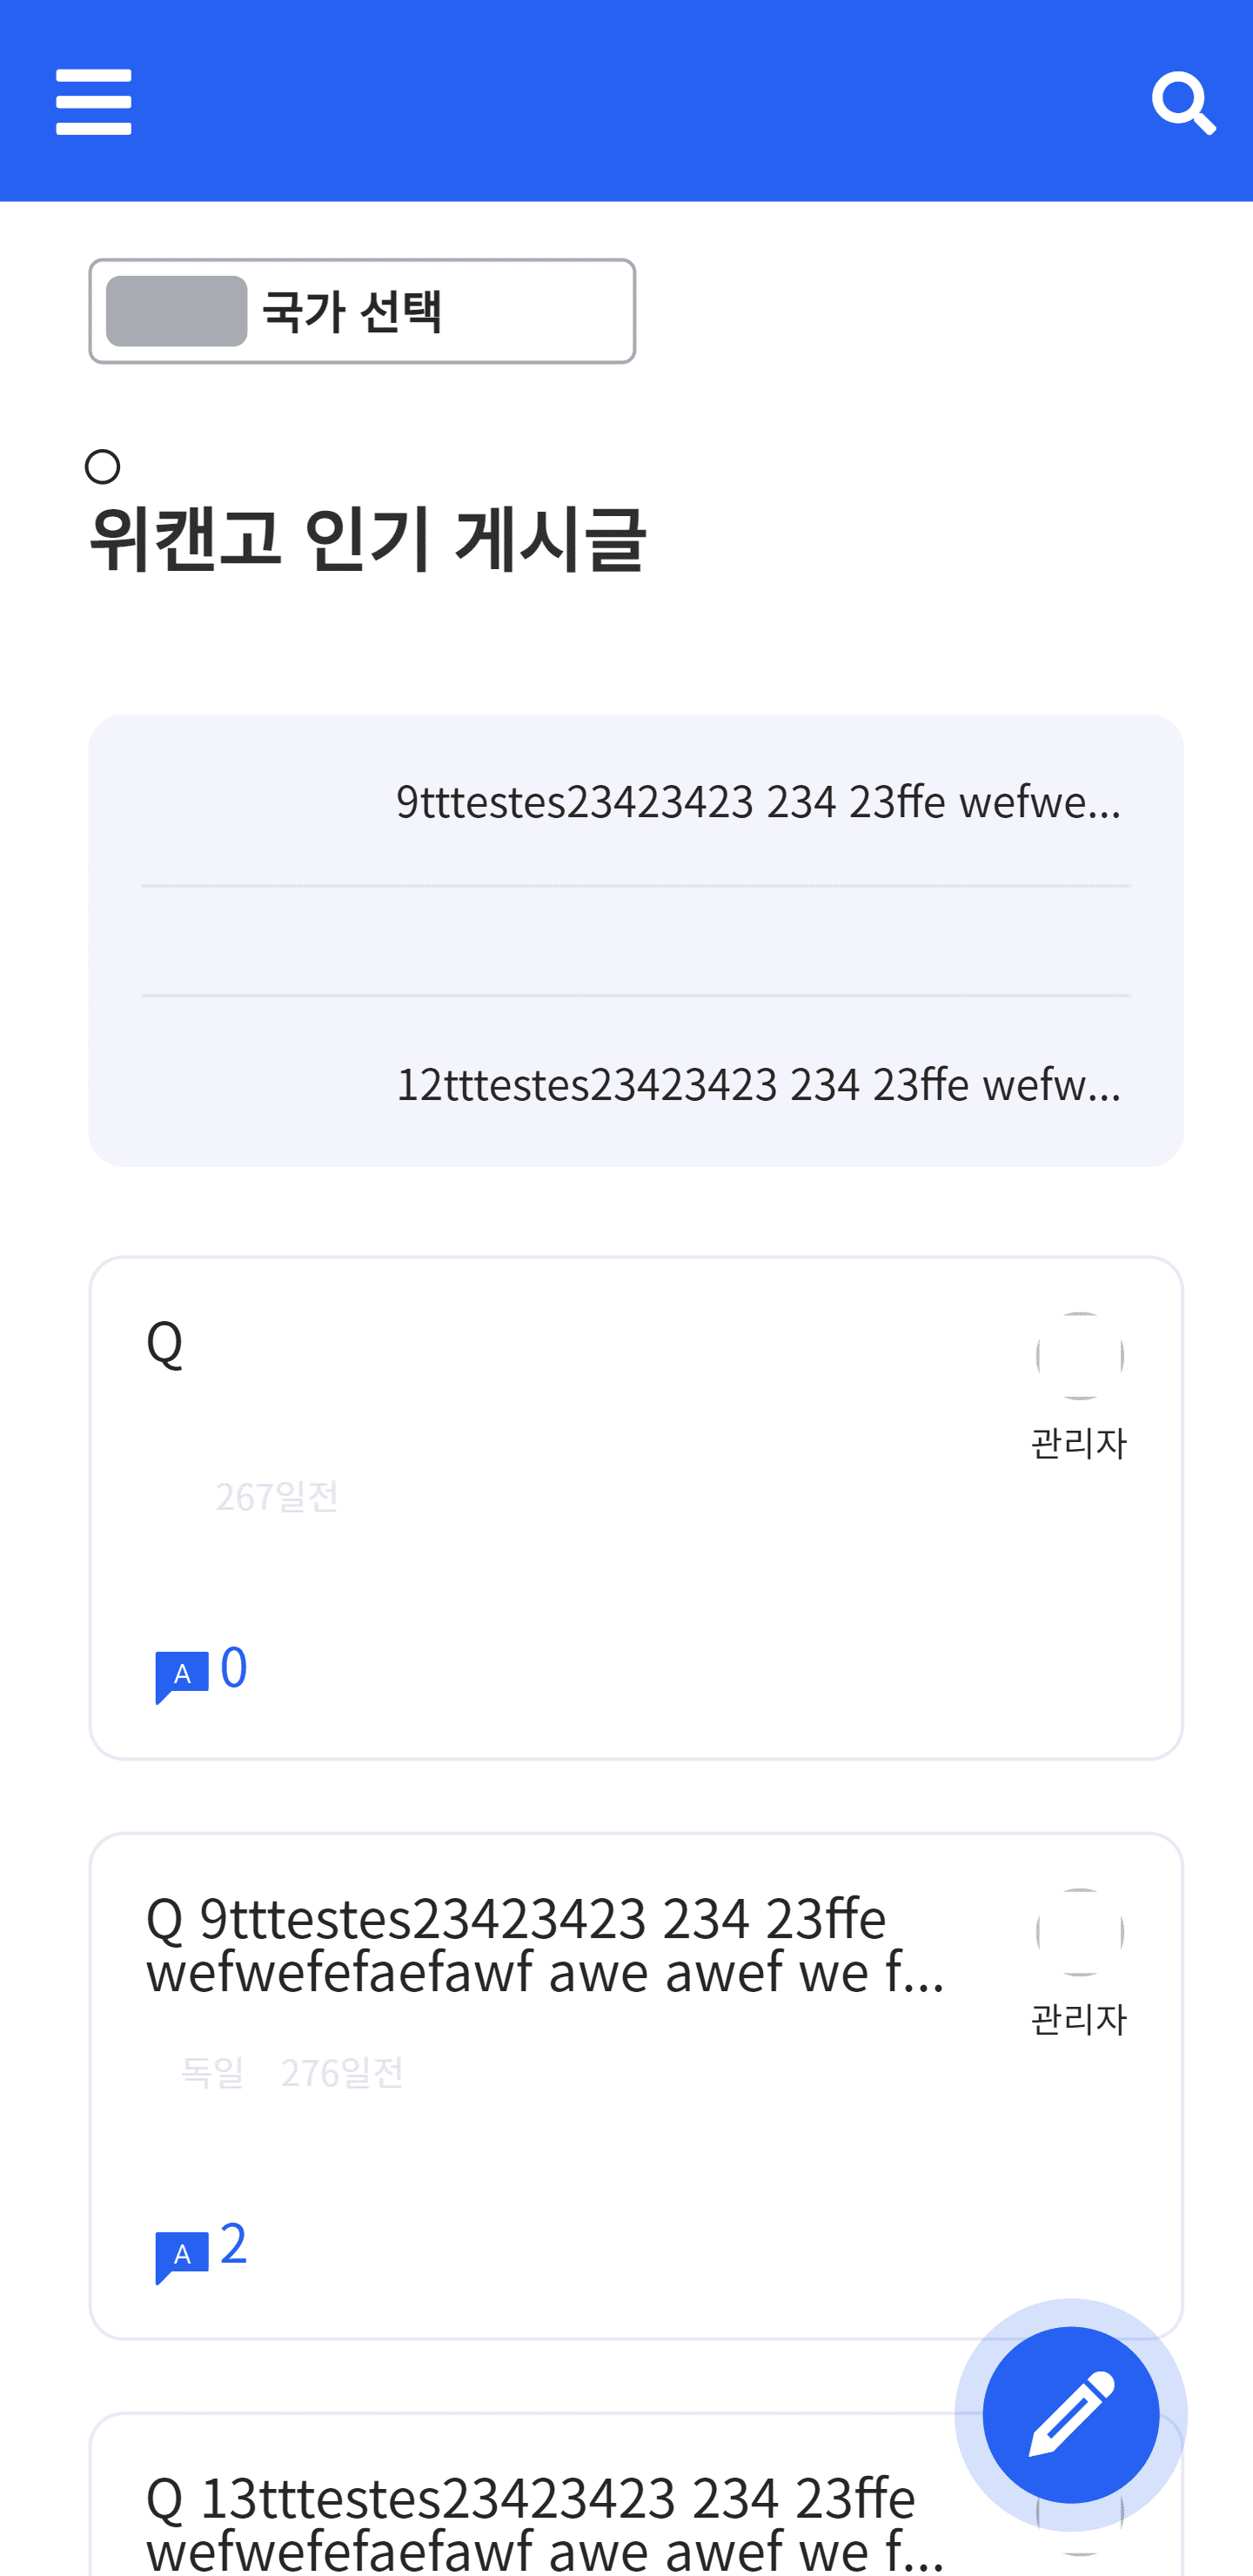 국가 선택
위캔고 인기 게시글
9tttestes23423423 234 23ffe wefwe...
12tttestes23423423 234 23ffe wefw...
Q
관리자
267일전
A 0
Q 9tttestes23423423 234 23ffe
wefwefefaefawf awe awef we f...
관리자
독일 276일전
A 2
Q 13tttestes23423423 234 23ffe
wefwefefaefawf awe awef we f...